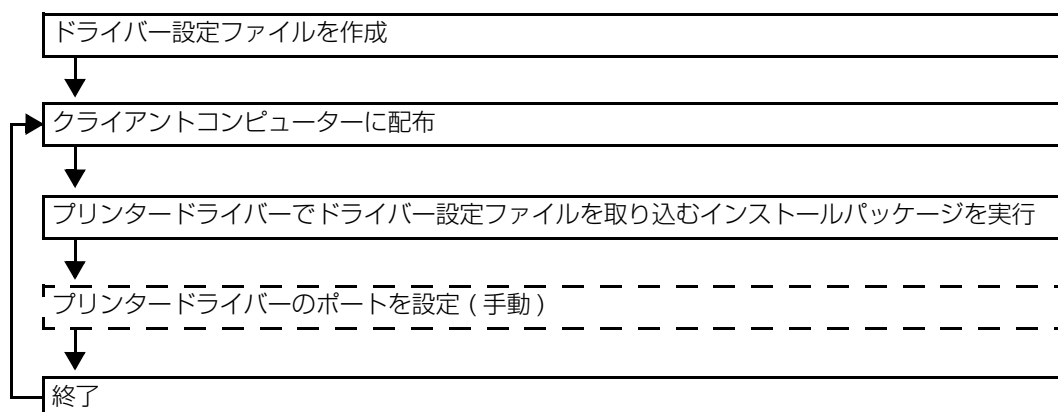 ドライバー設定ファイルを作成
クライアントコンピューターに配布
プリンタードライバーでドライバー設定ファイルを取り込むインストールパッケージを実行
プリンタードライバーのポートを設定 ( 手動 )
終了